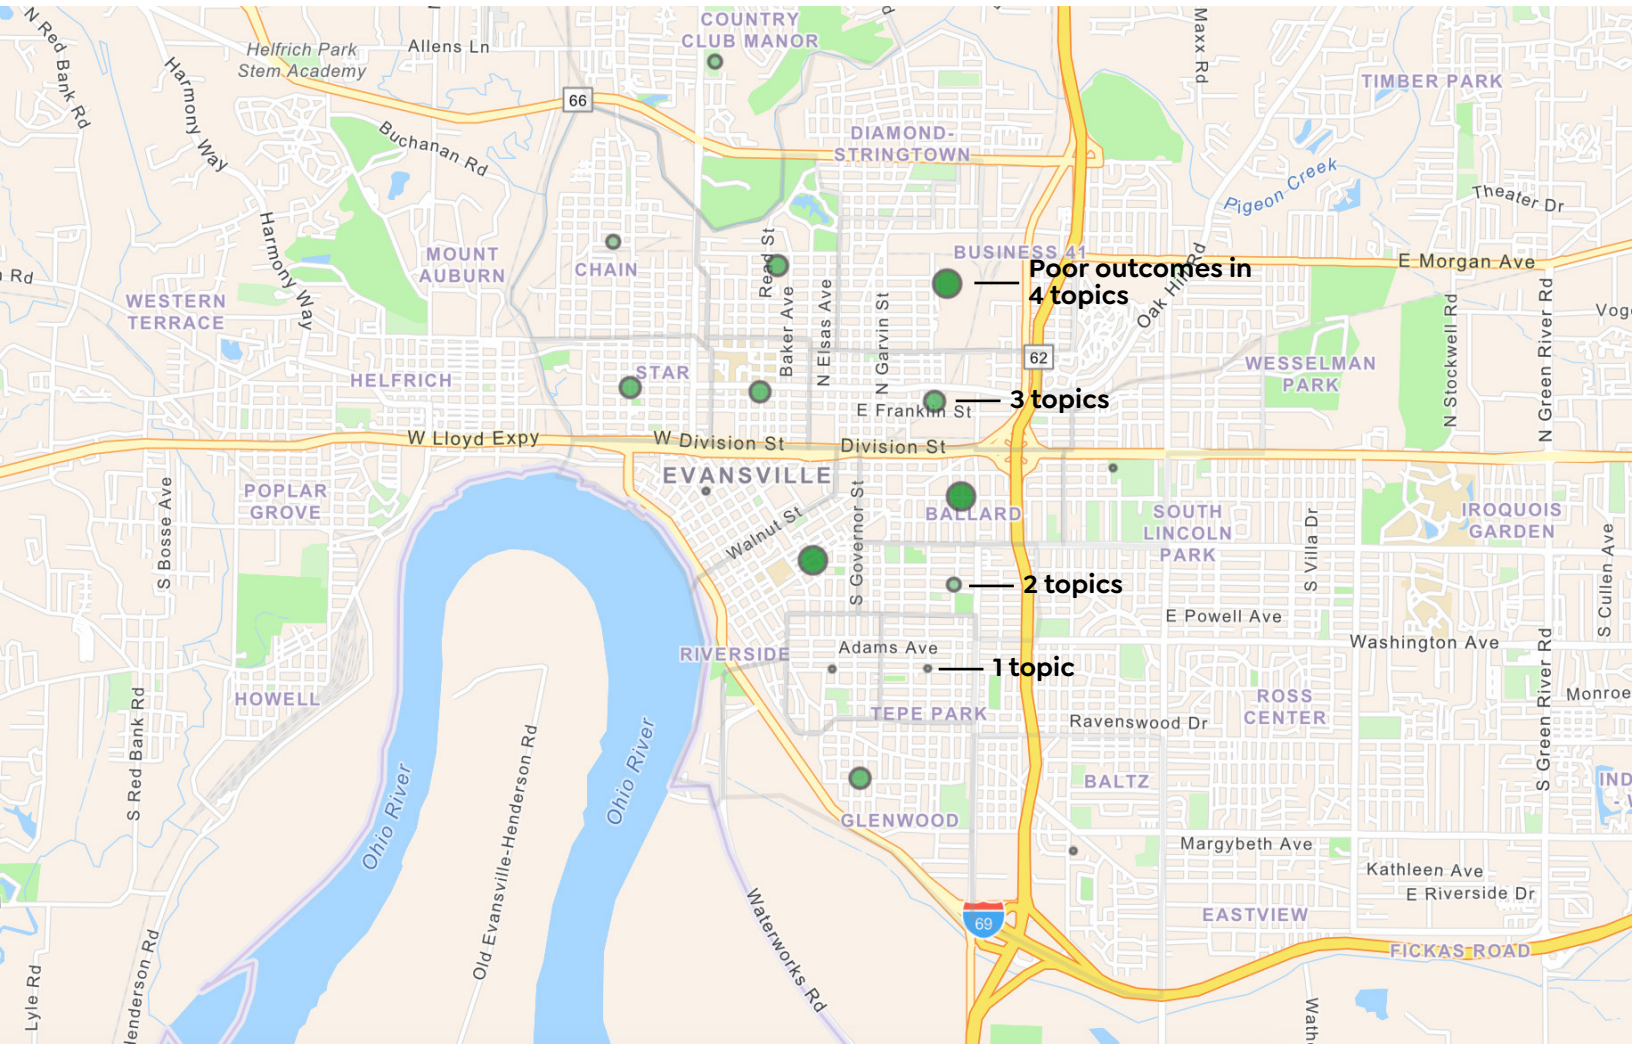 COUNTRY
CLUB MANOR
N Red Bank Rd
Helfrich Park
Stem Academy
Allens Ln
Maxx Rd
Harmony Way
66
TIMBER PARK
Buchanan Rd
DIAMOND-
STRINGTOWN
Pigeon Creek
Theater Dr
Harmony Way
MOUNT
AUBURN
CHAIN
Read St
BUSINESS 41
E Morgan Ave
Poor outcomes in
4 topics
Oak Hill Rd
Rd
WESTERN
TERRACE
Baker Ave
N Elsas Ave
N Garvin St
N Stockwell Rd
N Green River Rd
Vog
62
HELFRICH
STAR
WESSELMAN
PARK
3 topics
E Franklin St
W Lloyd Expy
W Division St
Division St
EVANSVILLE
POPLAR
GROVE
S Bosse Ave
Walnut St
S Governor St
BALLARD
SOUTH
LINCOLN
PARK
S Villa Dr
IROQUOIS
GARDEN
S Cullen Ave
2 topics
E Powell Ave
Washington Ave
RIVERSIDE
Adams Ave
1 topic
HOWELL
S Red Bank Rd
TEPE PARK
Ravenswood Dr
ROSS
CENTER
Monroe
S Green River Rd
Ohio River
Ohio River
Old Evansville-Henderson Rd
BALTZ
IND
- W
GLENWOOD
Margybeth Ave
Kathleen Ave
E Riverside Dr
Waterworks Rd
69
EASTVIEW
FICKAS ROAD
Lyle Rd
Henderson Rd
Wath